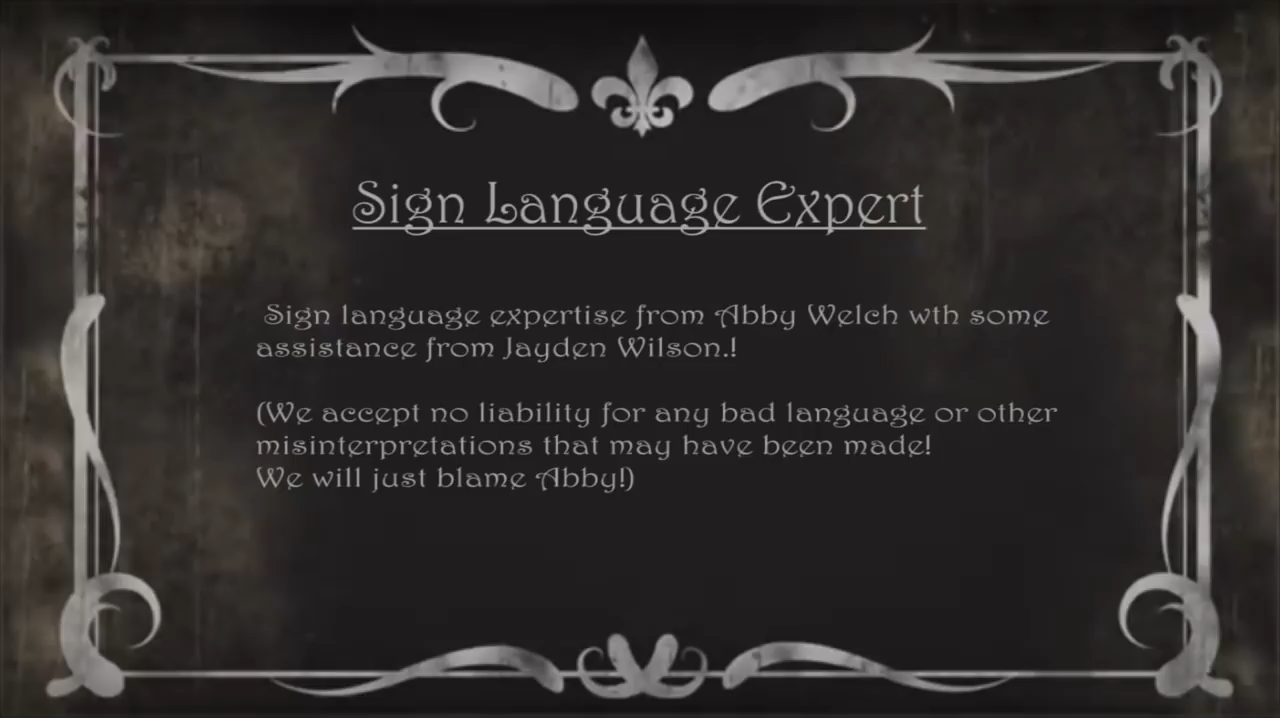 Sign Language Expert
Sign language expertise from Abby Welch wth some
assistance from Jayden Wilson.!
(We accept no liability for any bad language or other
misinterpretations that may have been made!
We will just blame Abby!)